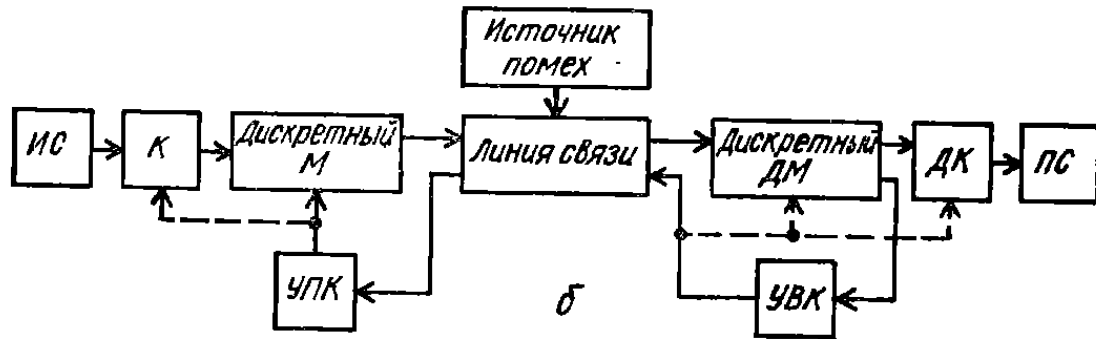 Источник
помех
ИС
К
Дискретный
М
Линия связи
Дискретный
ДМ
ДК
ПС
УПК
УВК
б